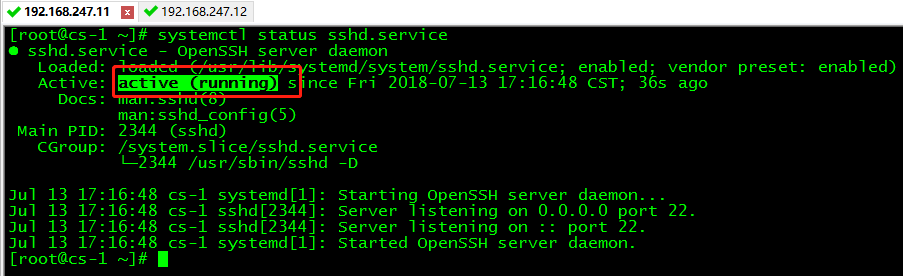 192.168.247.11 x 192.168.247.12
[root@cs-1 ~]# systemctl status sshd.service
● sshd.service - OpenSSH server daemon
Loaded: loaded (/usr/lib/systemd/system/sshd.service; enabled; vendor preset: enabled)
Active: active (running) since Fri 2018-07-13 17:16:48 CST; 36s ago
Docs: man:sshd(8)
man:sshd_config(5)
Main PID: 2344 (sshd)
CGroup: /system.slice/sshd.service
└─2344 /usr/sbin/sshd -D
Jul 13 17:16:48 cs-1 systemd[1]: Starting OpenSSH server daemon...
Jul 13 17:16:48 cs-1 sshd[2344]: Server listening on 0.0.0.0 port 22.
Jul 13 17:16:48 cs-1 sshd[2344]: Server listening on :: port 22.
Jul 13 17:16:48 cs-1 systemd[1]: Started OpenSSH server daemon.
[root@cs-1 ~]#